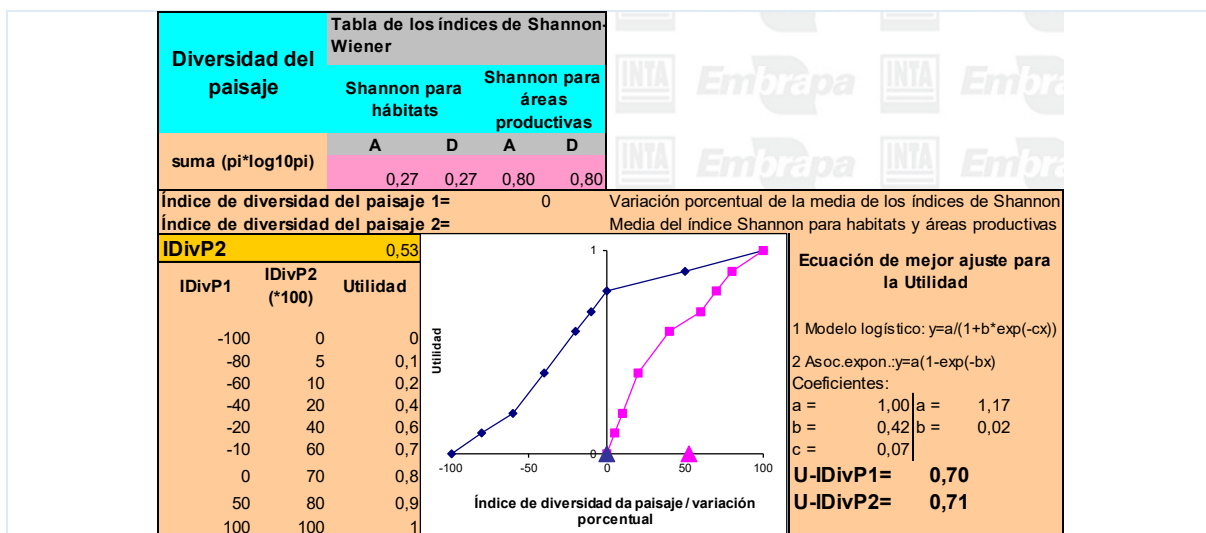 Diversidad del paisaje
Tabla de los índices de Shannon-
Wiener
Shannon para hábitats
Shannon para áreas productivas
suma (pi*log10pi)
A D A D
0,27 0,27 0,80 0,80
Índice de diversidad del paisaje 1= 0 Variación porcentual de la media de los índices de Shannon
Índice de diversidad del paisaje 2= Media del índice Shannon para habitats y áreas productivas
IDivP2 0,53
IDivP1 IDivP2 (*100) Utilidad
-100 0 0
-80 5 0,1
-60 10 0,2
-40 20 0,4
-20 40 0,6
-10 60 0,7
0 70 0,8
50 80 0,9
100 100 1
Utilidad
1
0
-100 -50 0 50 100
Índice de diversidad da paisaje / variación
porcentual
Ecuación de mejor ajuste para
la Utilidad
1 Modelo logístico: y=a/(1+b*exp(-cx))
2 Asoc.expon.:y=a(1-exp(-bx)
Coeficientes:
a = 1,00 a = 1,17
b = 0,42 b = 0,02
c = 0,07
U-IDivP1= 0,70
U-IDivP2= 0,71
INTA Embrapa INTA Embra
INTA Embrapa INTA Embra